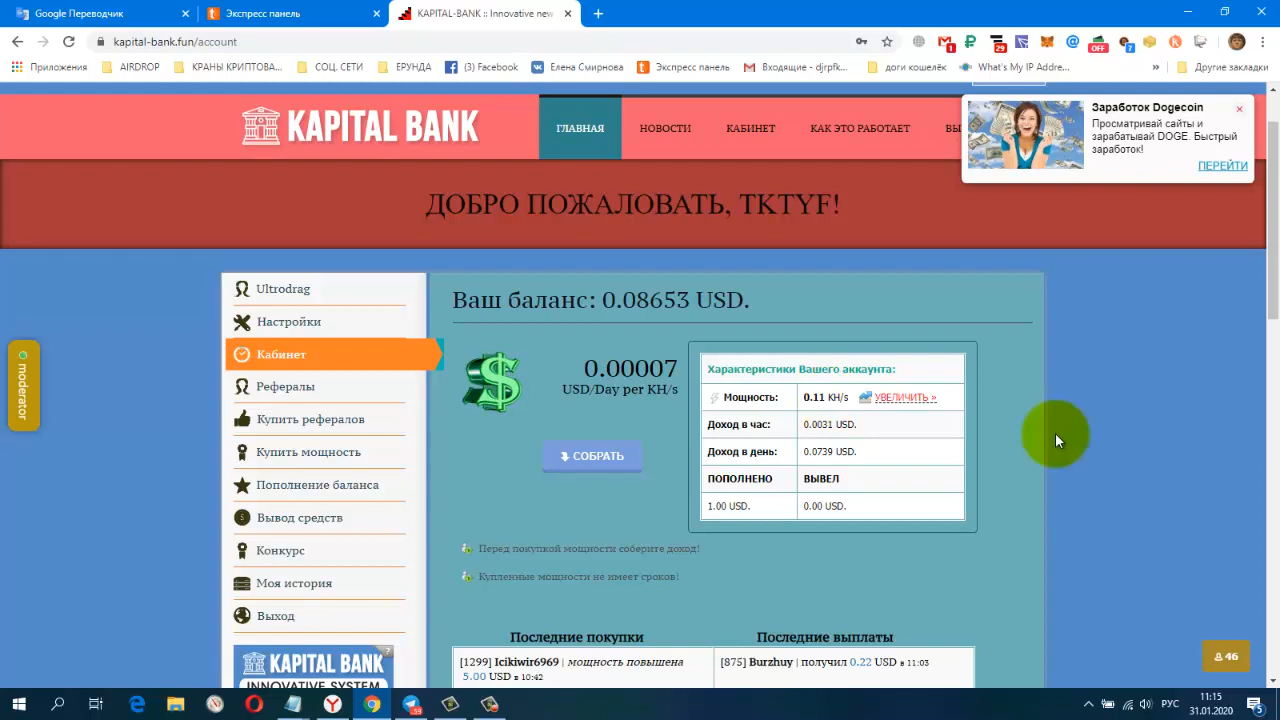 Google Переводчик
Экспресс панель
KAPITAL-BANK :: Innovative new
kapital-bank.fun/account
1
29
OFF
7
Приложения
AIRDROP
КРАНЫ КРИПТОВА...
СОЦ. СЕТИ
ЕРУНДА
(3) Facebook
Елена Смирнова
Экспресс панель
Входящие - djrpfk...
доги кошелёк
What's My IP Addre...
»
Другие закладки
KAPITAL BANK
ГЛАВНАЯ
НОВОСТИ
КАБИНЕТ
КАК ЭТО РАБОТАЕТ
Заработок Dogecoin
Просматривай сайты и
зарабатывай DOGE. Быстрый
заработок!
ПЕРЕЙТИ
ДОБРО ПОЖАЛОВАТЬ, TKTYF!
moderator
Ultrodrag
Настройки
Кабинет
Рефералы
Купить рефералов
Купить мощность
Пополнение баланса
Вывод средств
Конкурс
Моя история
Выход
KAPITAL BANK
INNOVATIVE SYSTEM
Ваш баланс: 0.08653 USD.
0.00007
USD/Day per KH/s
СОБРАТЬ
Характеристики Вашего аккаунта:
Мощность: 0.11 KH/s УВЕЛИЧИТЬ »
Доход в час: 0.0031 USD.
Доход в день: 0.0739 USD.
ПОПОЛНЕНО ВЫВЕЛ
1.00 USD. 0.00 USD.
Перед покупкой мощности соберите доход!
Купленные мощности не имеет сроков!
Последние покупки
[1299] Icikiwir6969 | мощность повышена
5.00 USD в 10:42
Последние выплаты
[875] Burzhuy | получил 0.22 USD в 11:03
46
РУС
11:15
31.01.2020
5